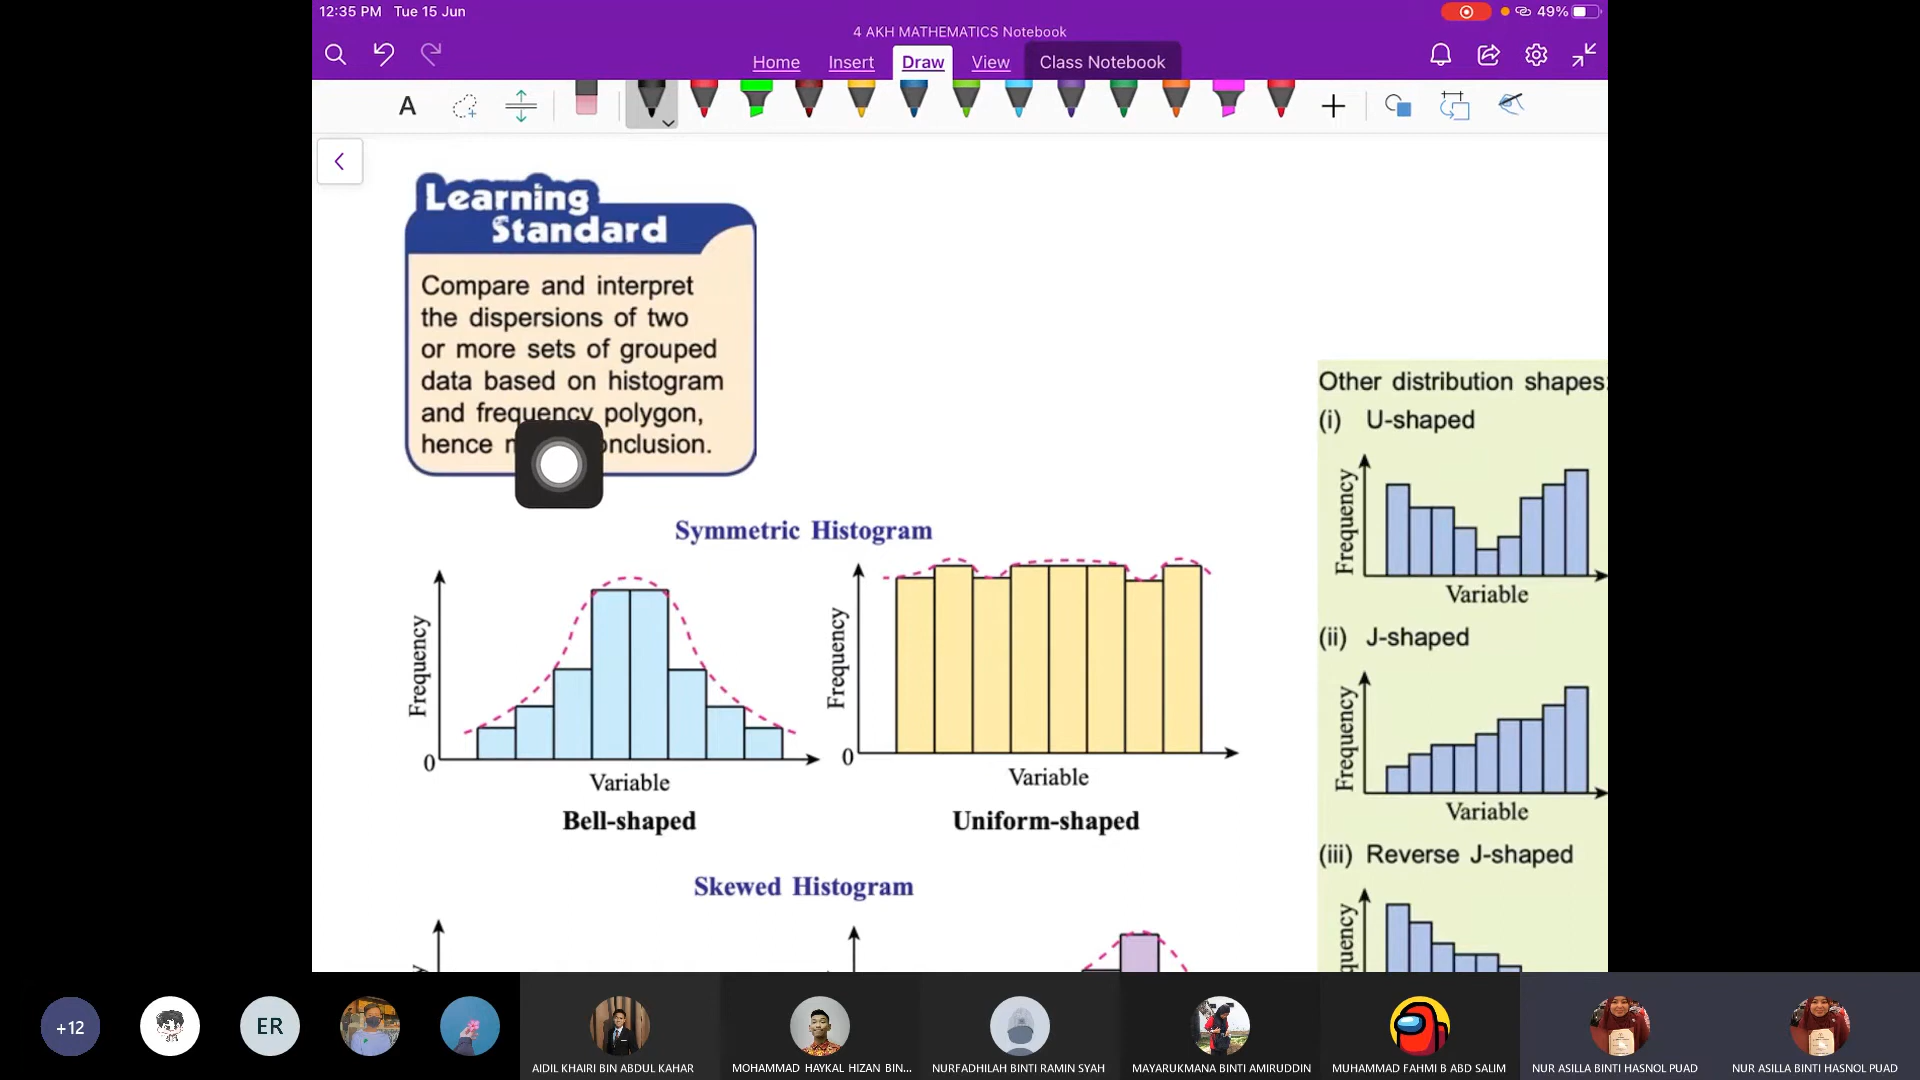 12:35 PM Tue 15 Jun
49%
4 AKH MATHEMATICS Notebook
Home Insert Draw View Class Notebook
A
Learning
Standard
Compare and interpret
the dispersions of two
or more sets of grouped
data based on histogram
and frequency polygon,
hence
Symmetric Histogram
Frequency
0
Variable
Bell-shaped
Frequency
0
Variable
Uniform-shaped
Skewed Histogram
Other distribution shapes:
(i) U-shaped
Frequency
Variable
(ii) J-shaped
Frequency
Variable
(iii) Reverse J-shaped
+12
ER
AIDIL KHAIRI BIN ABDUL KAHAR
MOHAMMAD HAYKAL HIZAN BIN...
NURFADHILAH BINTI RAMIN SYAH
MAYARUKMANA BINTI AMIRUDDIN
MUHAMMAD FAHMI B ABD SALIM
NUR ASILLA BINTI HASNOL PUAD
NUR ASILLA BINTI HASNOL PUAD